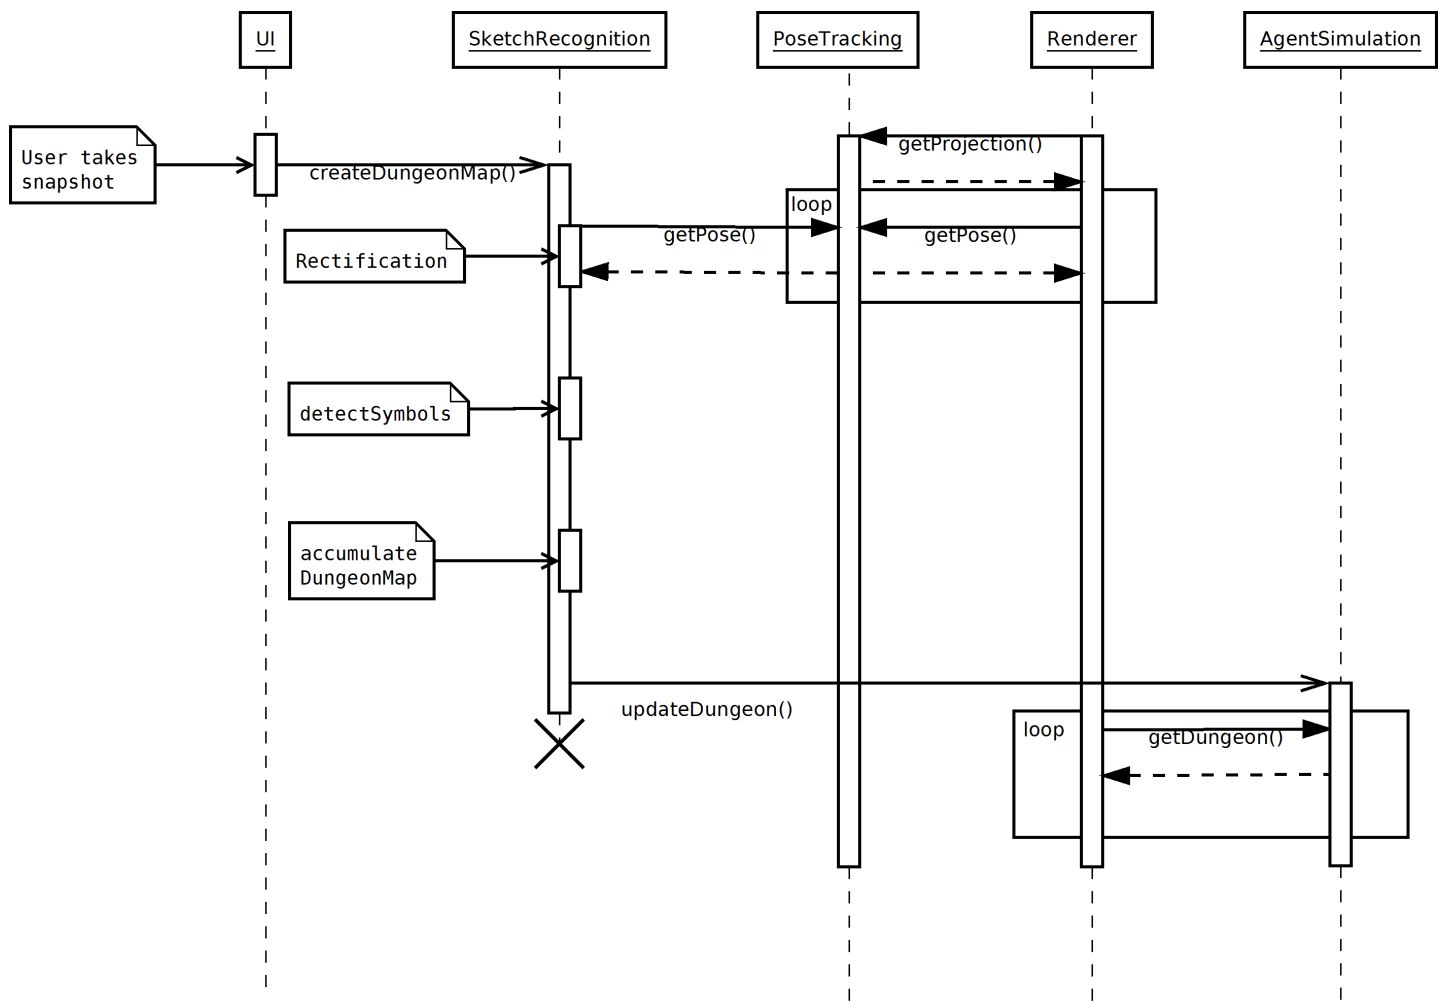 UI
SketchRecognition
PoseTracking
Renderer
AgentSimulation
getProjection()
User takes
snapshot
createDungeonMap()
loop
getPose()
getPose()
Rectification
detectSymbols
accumulate
DungeonMap
updateDungeon()
loop
getDungeon()